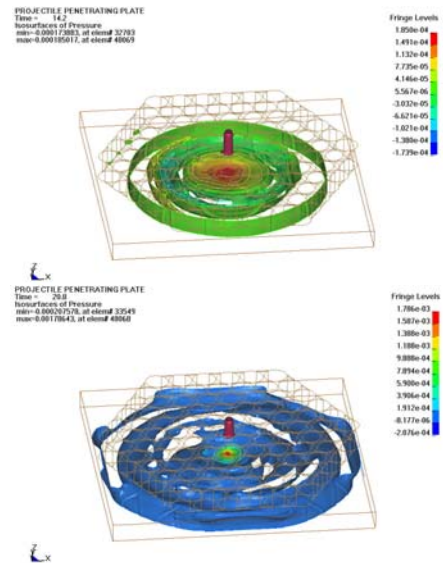 PROJECTILE PENETRATING PLATE
Time = 14.2
Isosurfaces of Pressure
min=-0.000173883, at elem# 32703
max=0.000185017, at elem# 48069
Fringe Levels
1.850e-04
1.491e-04
1.132e-04
7.735e-05
4.146e-05
5.567e-06
-3.032e-05
-6.621e-05
-1.021e-04
-1.380e-04
-1.739e-04
Z
X
PROJECTILE PENETRATING PLATE
Time = 20.8
Isosurfaces of Pressure
min=-0.000207578, at elem# 33549
max=0.00178643, at elem# 48068
Fringe Levels
1.786e-03
1.587e-03
1.388e-03
1.188e-03
9.888e-04
7.894e-04
5.900e-04
3.906e-04
1.912e-04
-8.177e-06
-2.076e-04
Z
X